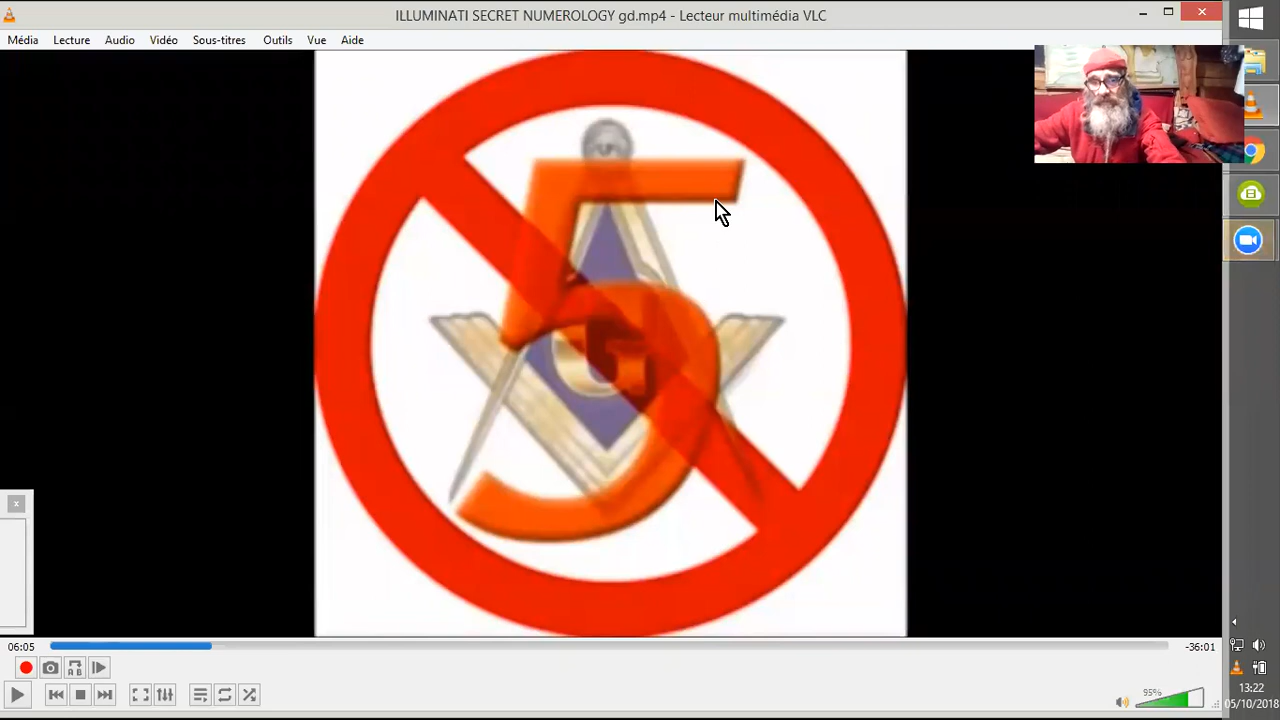 ILLUMINATI SECRET NUMEROLOGY gd.mp4 - Lecteur multimédia VLC
Média Lecture Audio Vidéo Sous-titres Outils Vue Aide
5
G
x
06:05
-36:01
95%
13:22
05/10/2018